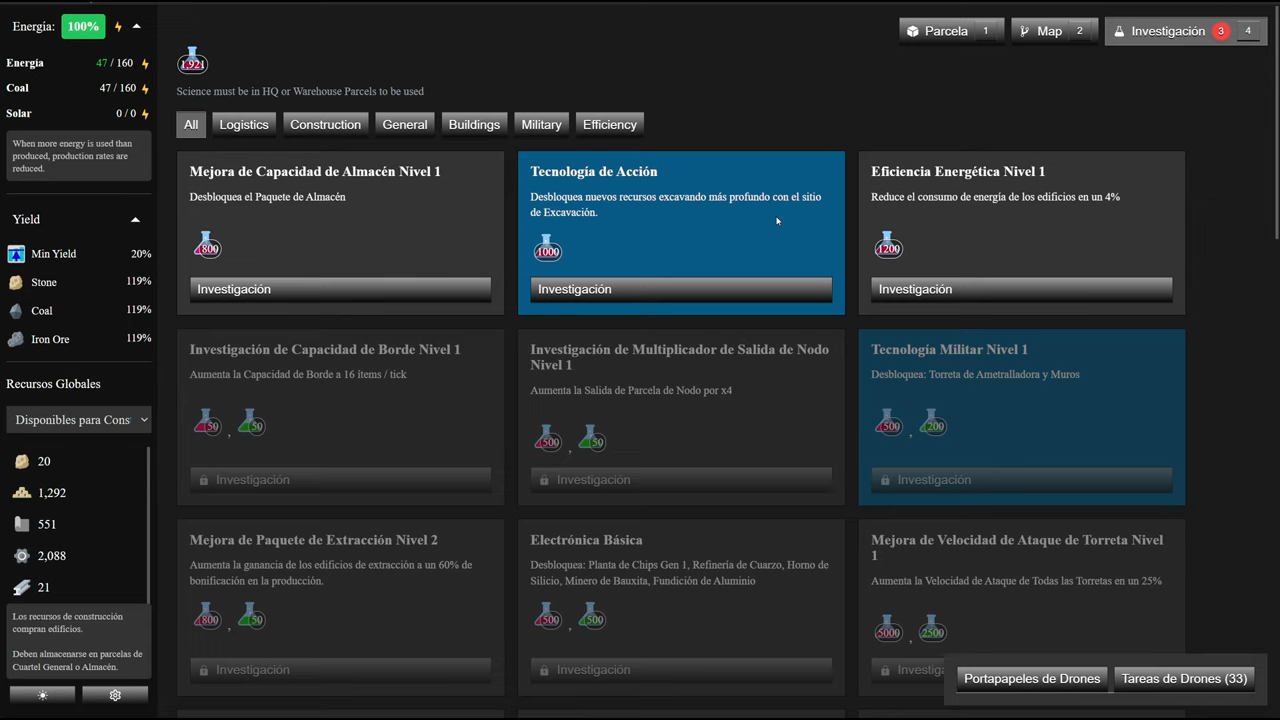 Energía: 100%
Energía 47 / 160
Coal 47 / 160
Solar 0 / 0
When more energy is used than
produced, production rates are
reduced.
Yield
Min Yield 20%
Stone 119%
Coal 119%
Iron Ore 119%
Recursos Globales
Disponibles para Cons
20
1,292
551
2,088
21
Los recursos de construcción
compran edificios.
Deben almacenarse en parcelas de
Cuartel General o Almacén.
Parcela 1
Map 2
Investigación 3 4
1,921
Science must be in HQ or Warehouse Parcels to be used
All Logistics Construction General Buildings Military Efficiency
Mejora de Capacidad de Almacén Nivel 1
Desbloquea el Paquete de Almacén
800
Investigación
Tecnología de Acción
Desbloquea nuevos recursos excavando más profundo con el sitio
de Excavación.
1000
Investigación
Eficiencia Energética Nivel 1
Reduce el consumo de energía de los edificios en un 4%
1200
Investigación
Investigación de Capacidad de Borde Nivel 1
Aumenta la Capacidad de Borde a 16 ítems / tick
50 , 50
Investigación
Investigación de Multiplicador de Salida de Nodo
Nivel 1
Aumenta la Salida de Parcela de Nodo por x4
500 , 50
Investigación
Tecnología Militar Nivel 1
Desbloquea: Torreta de Ametralladora y Muros
500 , 200
Investigación
Mejora de Paquete de Extracción Nivel 2
Aumenta la ganancia de los edificios de extracción a un 60% de
bonificación en la producción.
800 , 50
Investigación
Electrónica Básica
Desbloquea: Planta de Chips Gen 1, Refinería de Cuarzo, Horno de
Silicio, Minero de Bauxita, Fundición de Aluminio
500 , 500
Investigación
Mejora de Velocidad de Ataque de Torreta Nivel
1
Aumenta la Velocidad de Ataque de Todas las Torretas en un 25%
5000 , 2500
Investigación
Portapapeles de Drones Tareas de Drones (33)